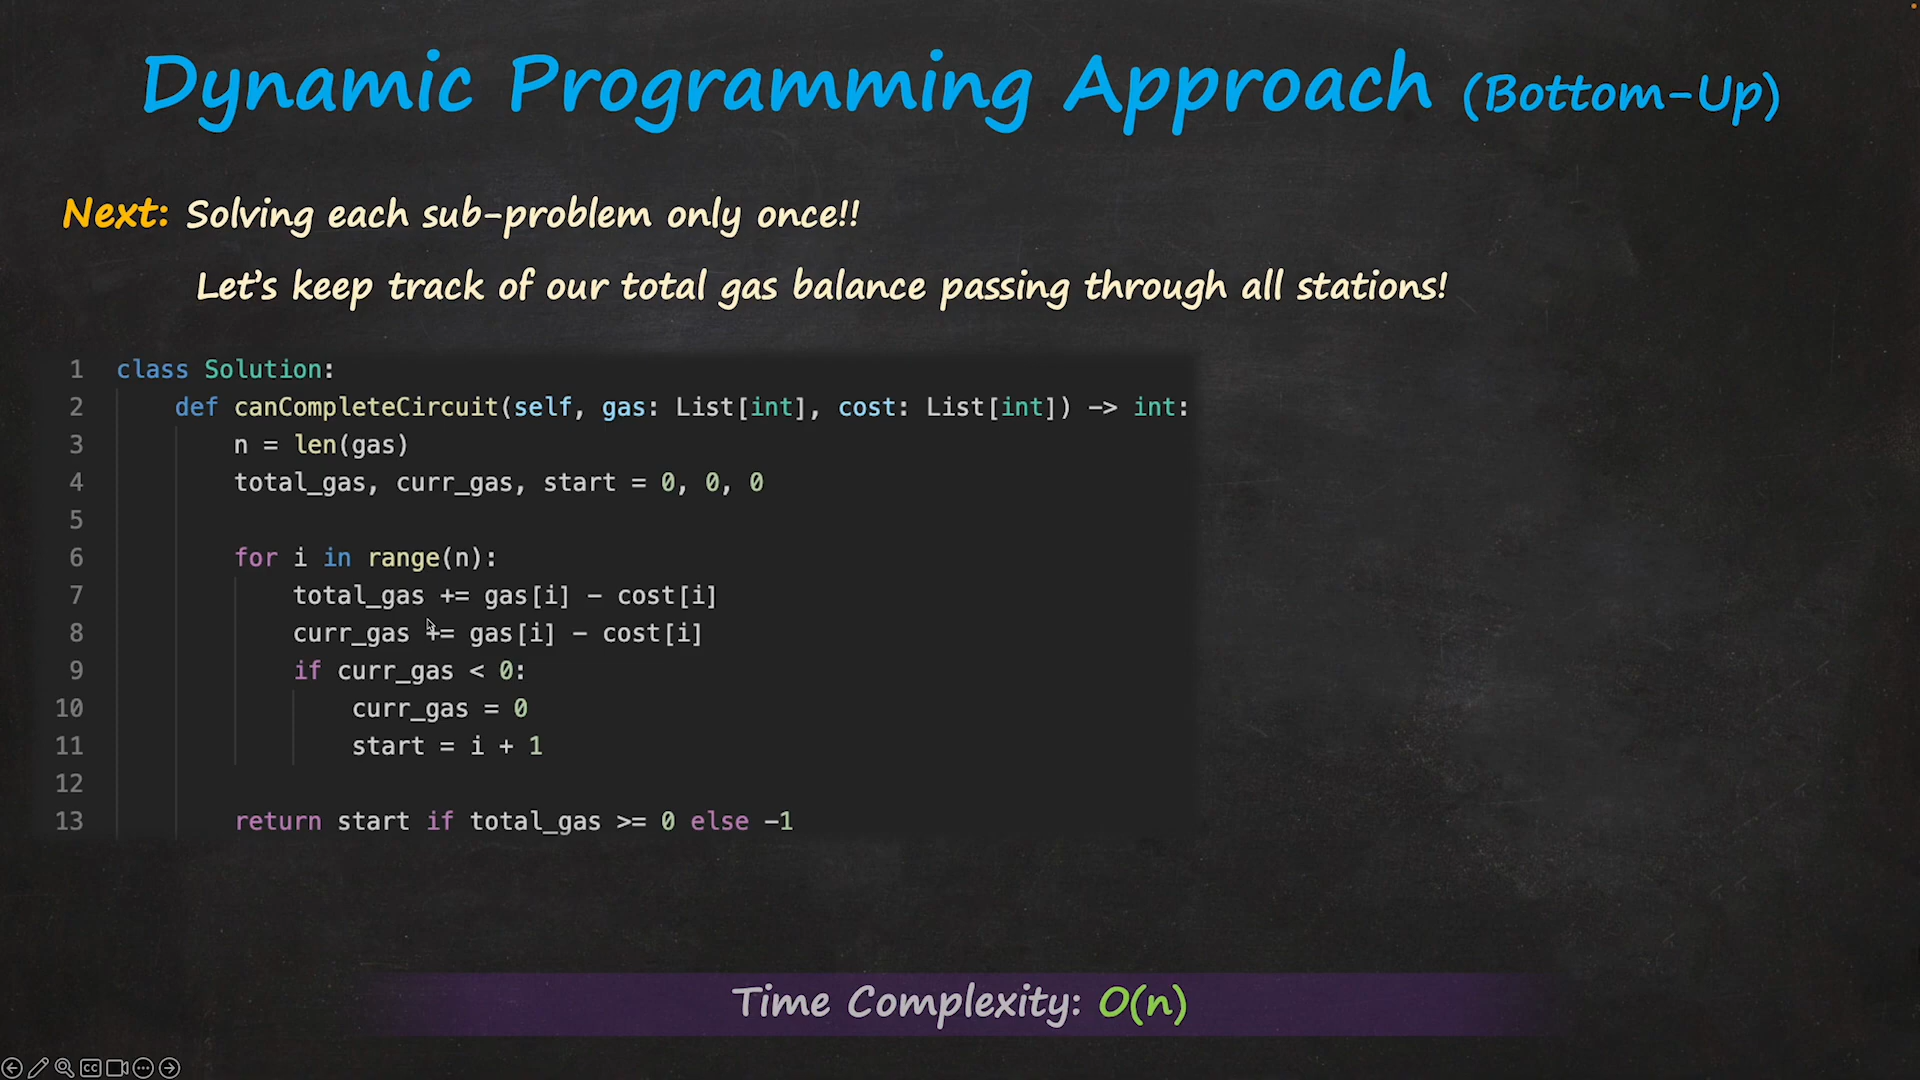 Dynamic Programming Approach (Bottom-Up)
Next: Solving each sub-problem only once!!
Let's keep track of our total gas balance passing through all stations!
1 class Solution:
2 def canCompleteCircuit(self, gas: List[int], cost: List[int]) -> int:
3 n = len(gas)
4 total_gas, curr_gas, start = 0, 0, 0
5
6 for i in range(n):
7 total_gas += gas[i] - cost[i]
8 curr_gas += gas[i] - cost[i]
9 if curr_gas < 0:
10 curr_gas = 0
11 start = i + 1
12
13 return start if total_gas >= 0 else -1
Time Complexity: O(n)
CC